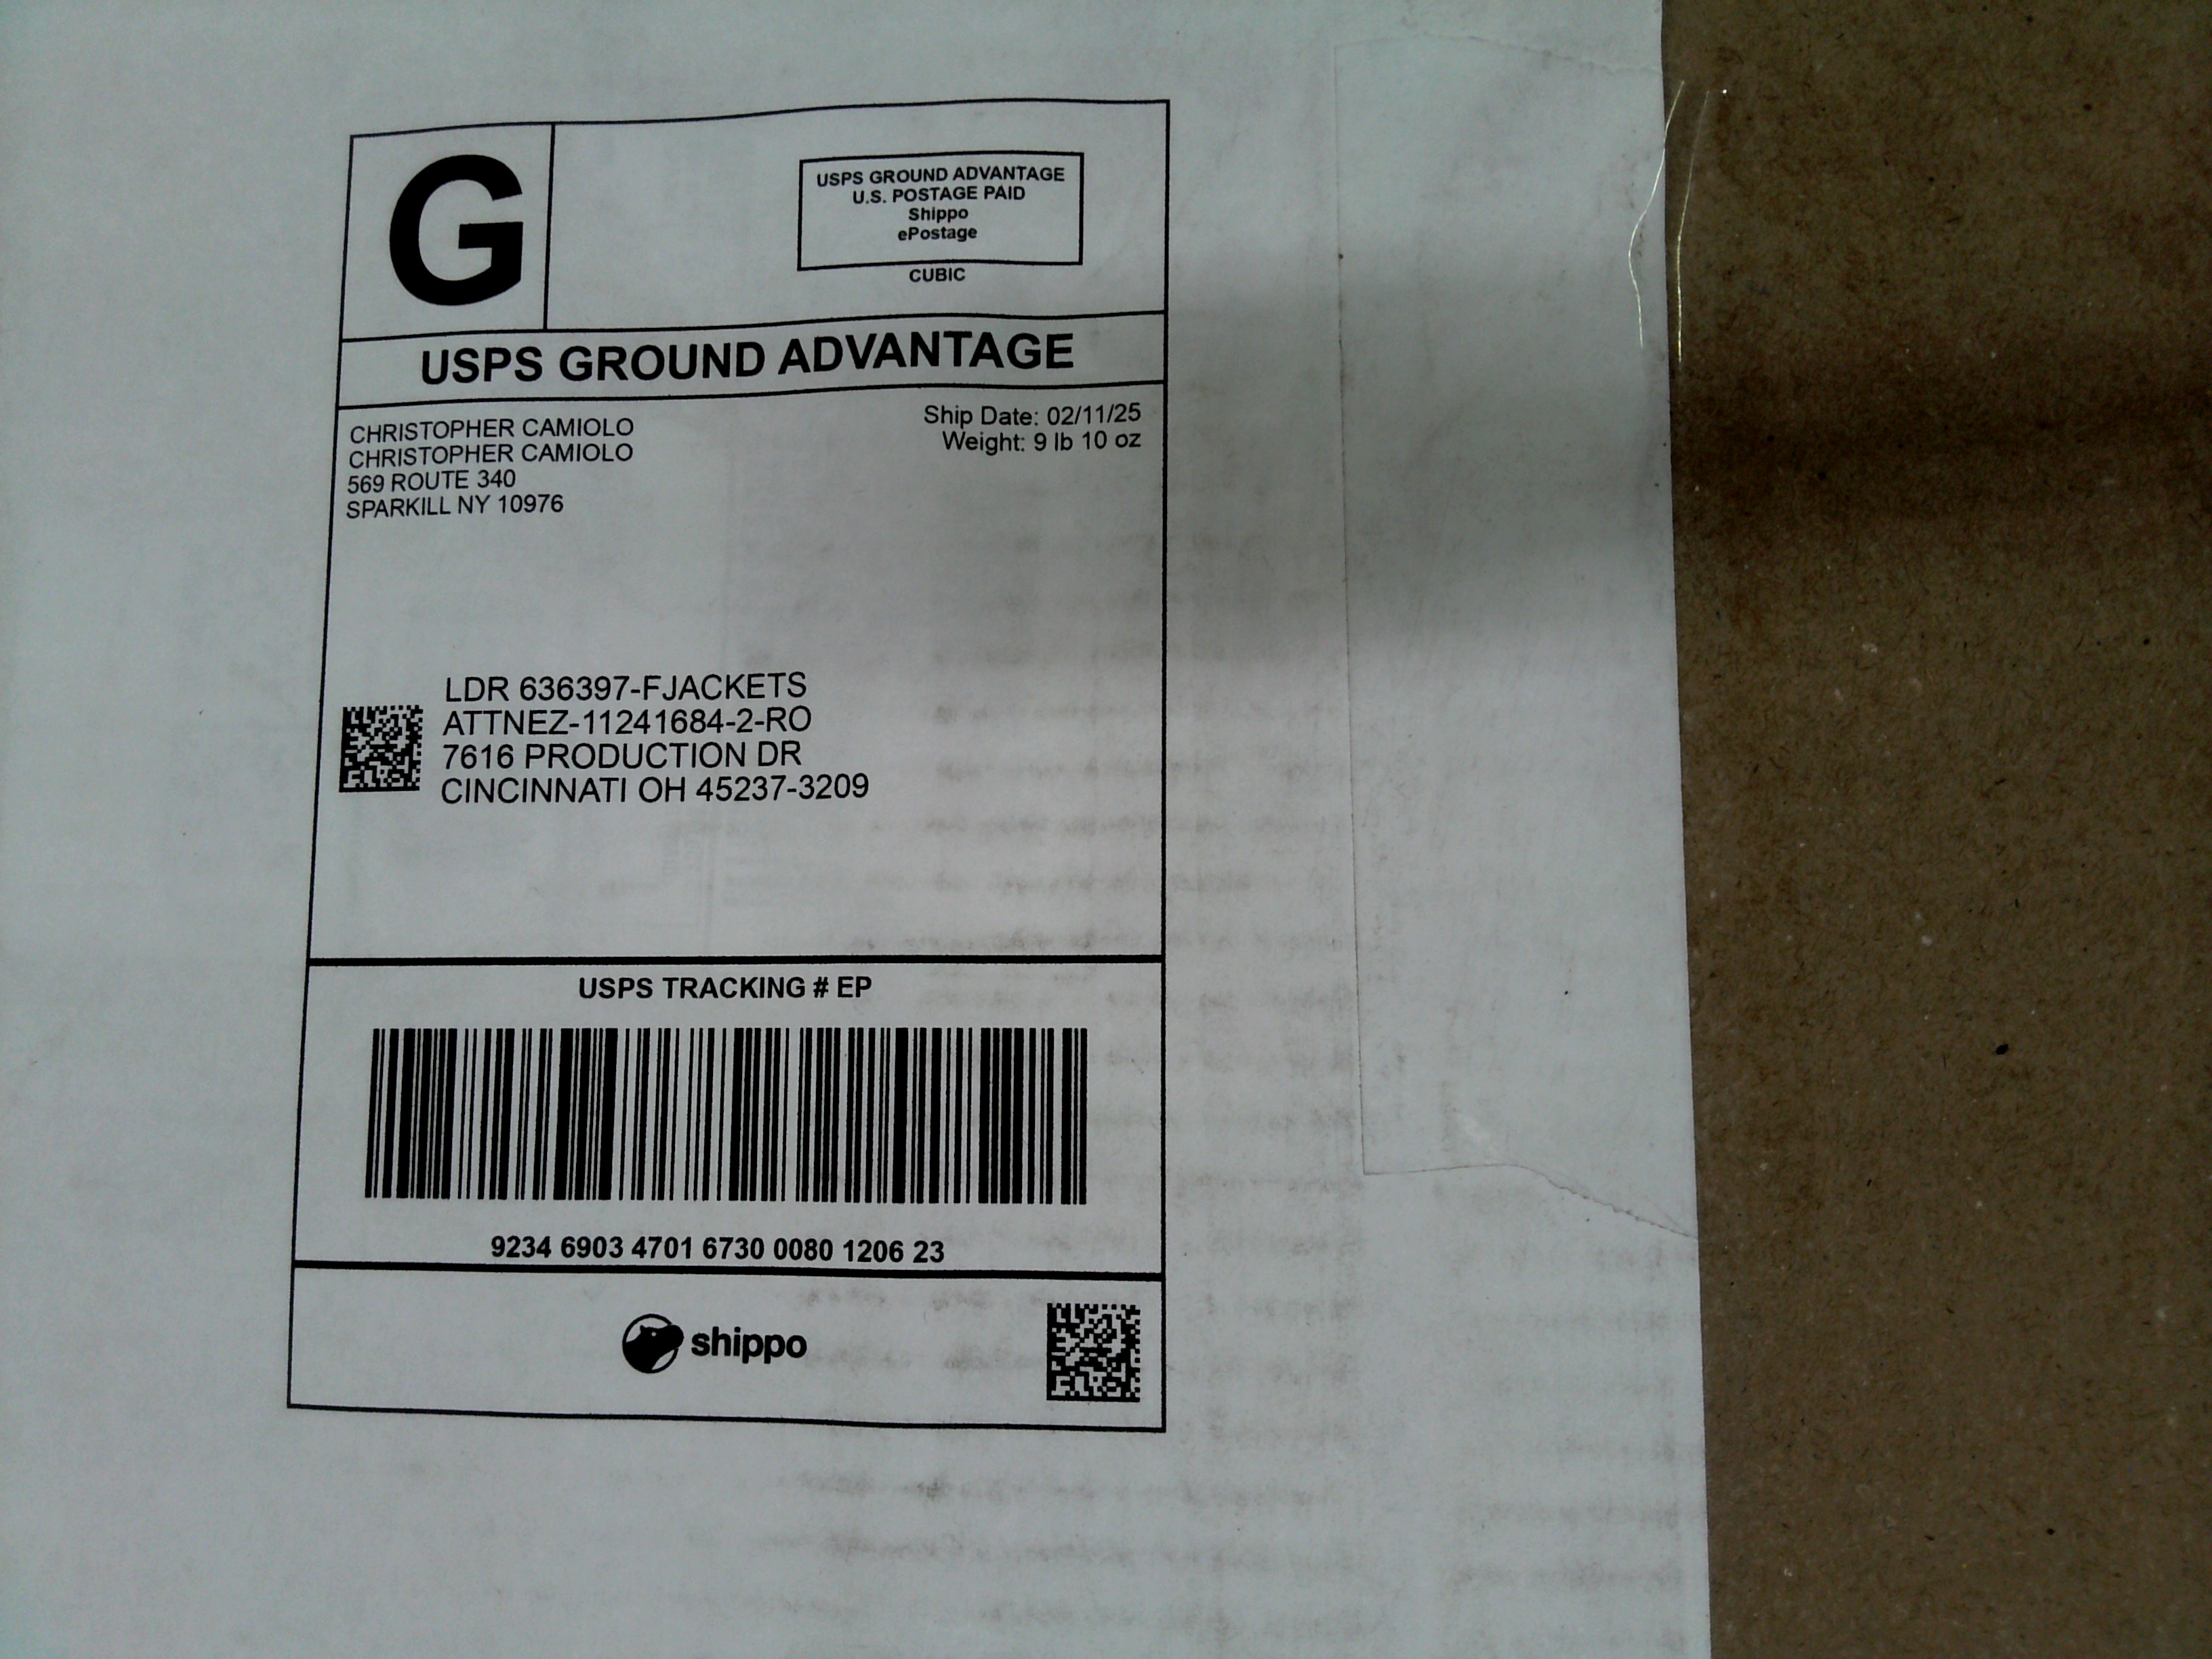 G
USPS GROUND ADVANTAGE
U.S. POSTAGE PAID
Shippo
ePostage
CUBIC
USPS GROUND ADVANTAGE
CHRISTOPHER CAMIOLO
CHRISTOPHER CAMIOLO
569 ROUTE 340
SPARKILL NY 10976
Ship Date: 02/11/25
Weight: 9 lb 10 oz
LDR 636397-FJACKETS
ATTNEZ-11241684-2-RO
7616 PRODUCTION DR
CINCINNATI OH 45237-3209
USPS TRACKING # EP
9234 6903 4701 6730 0080 1206 23
shippo